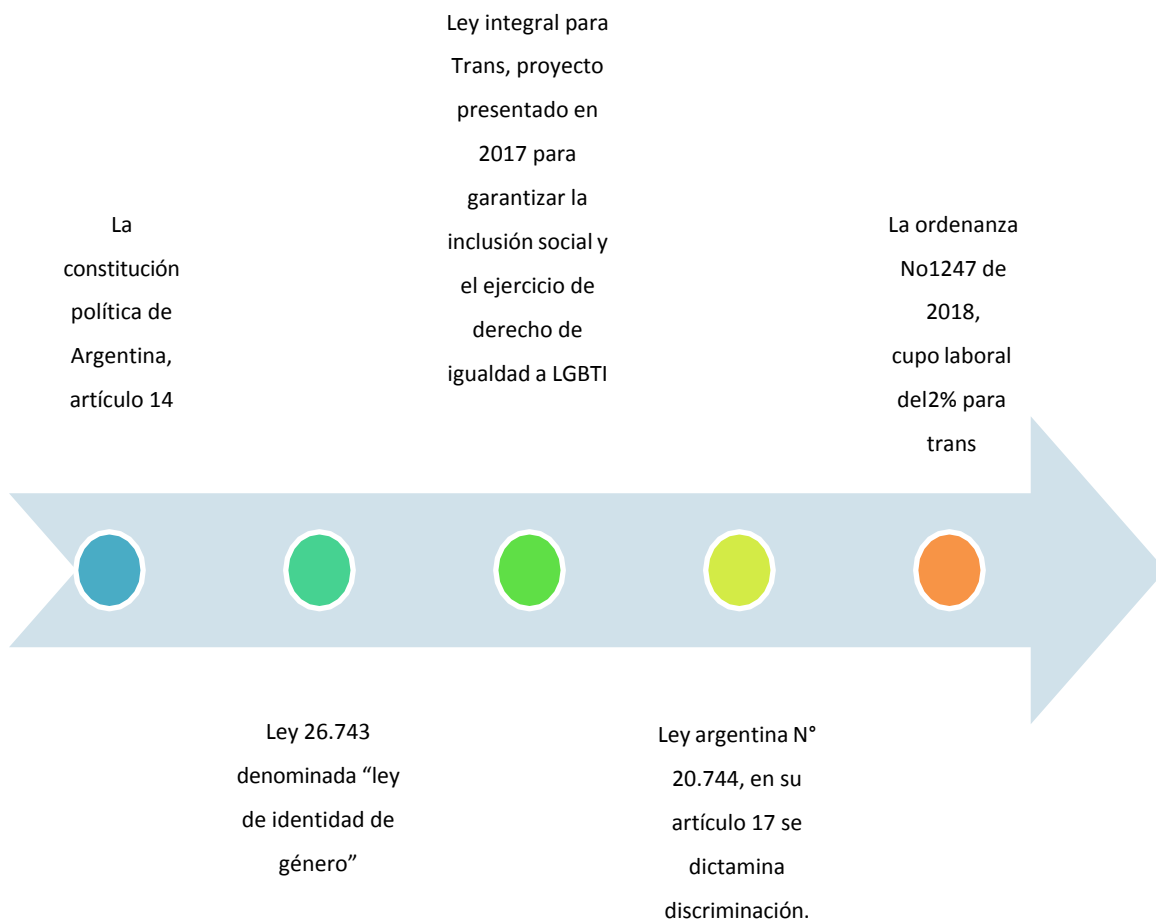 La
constitución
política de
Argentina,
artículo 14
Ley 26.743
denominada “ley
de identidad de
género”
Ley integral para
Trans, proyecto
presentado en
2017 para
garantizar la
inclusión social y
el ejercicio de
derecho de
igualdad a LGBTI
Ley argentina N°
20.744, en su
artículo 17 se
dictamina
discriminación.
La ordenanza
No1247 de
2018,
cupo laboral
del2% para
trans